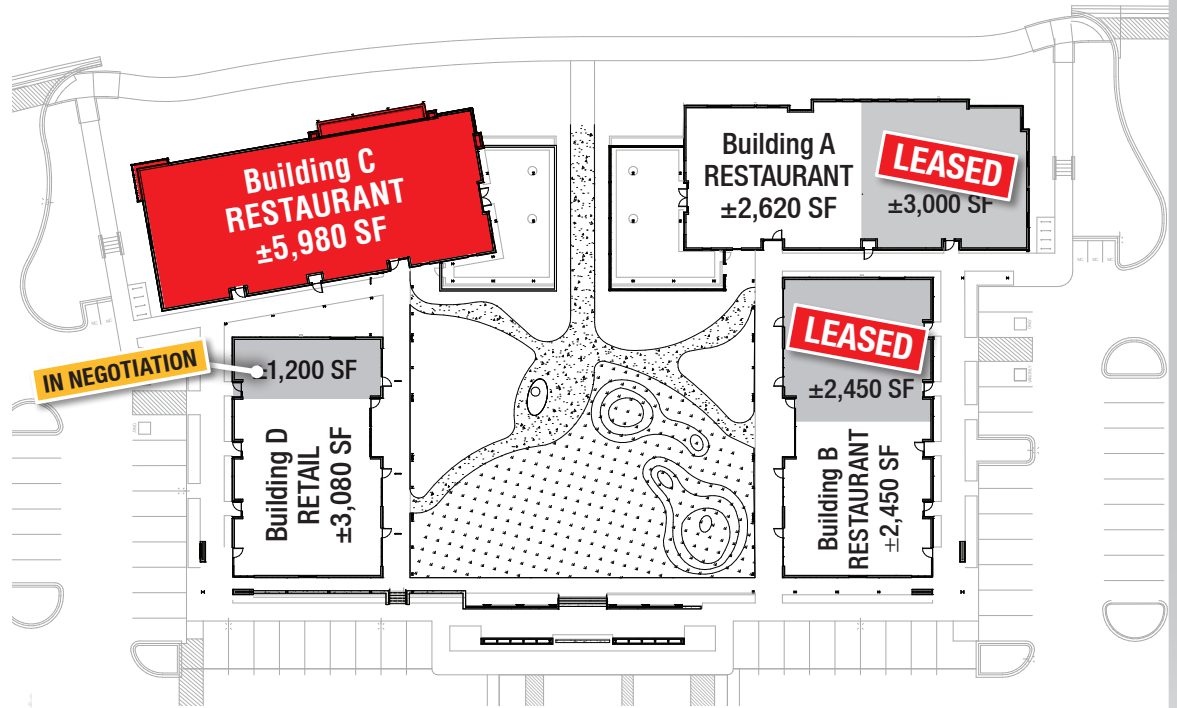 Building C
RESTAURANT
±5,980 SF
Building A
RESTAURANT
±2,620 SF
LEASED
±3,000 SF
LEASED
±2,450 SF
Building B
RESTAURANT
±2,450 SF
IN NEGOTIATION
±1,200 SF
Building D
RETAIL
±3,080 SF